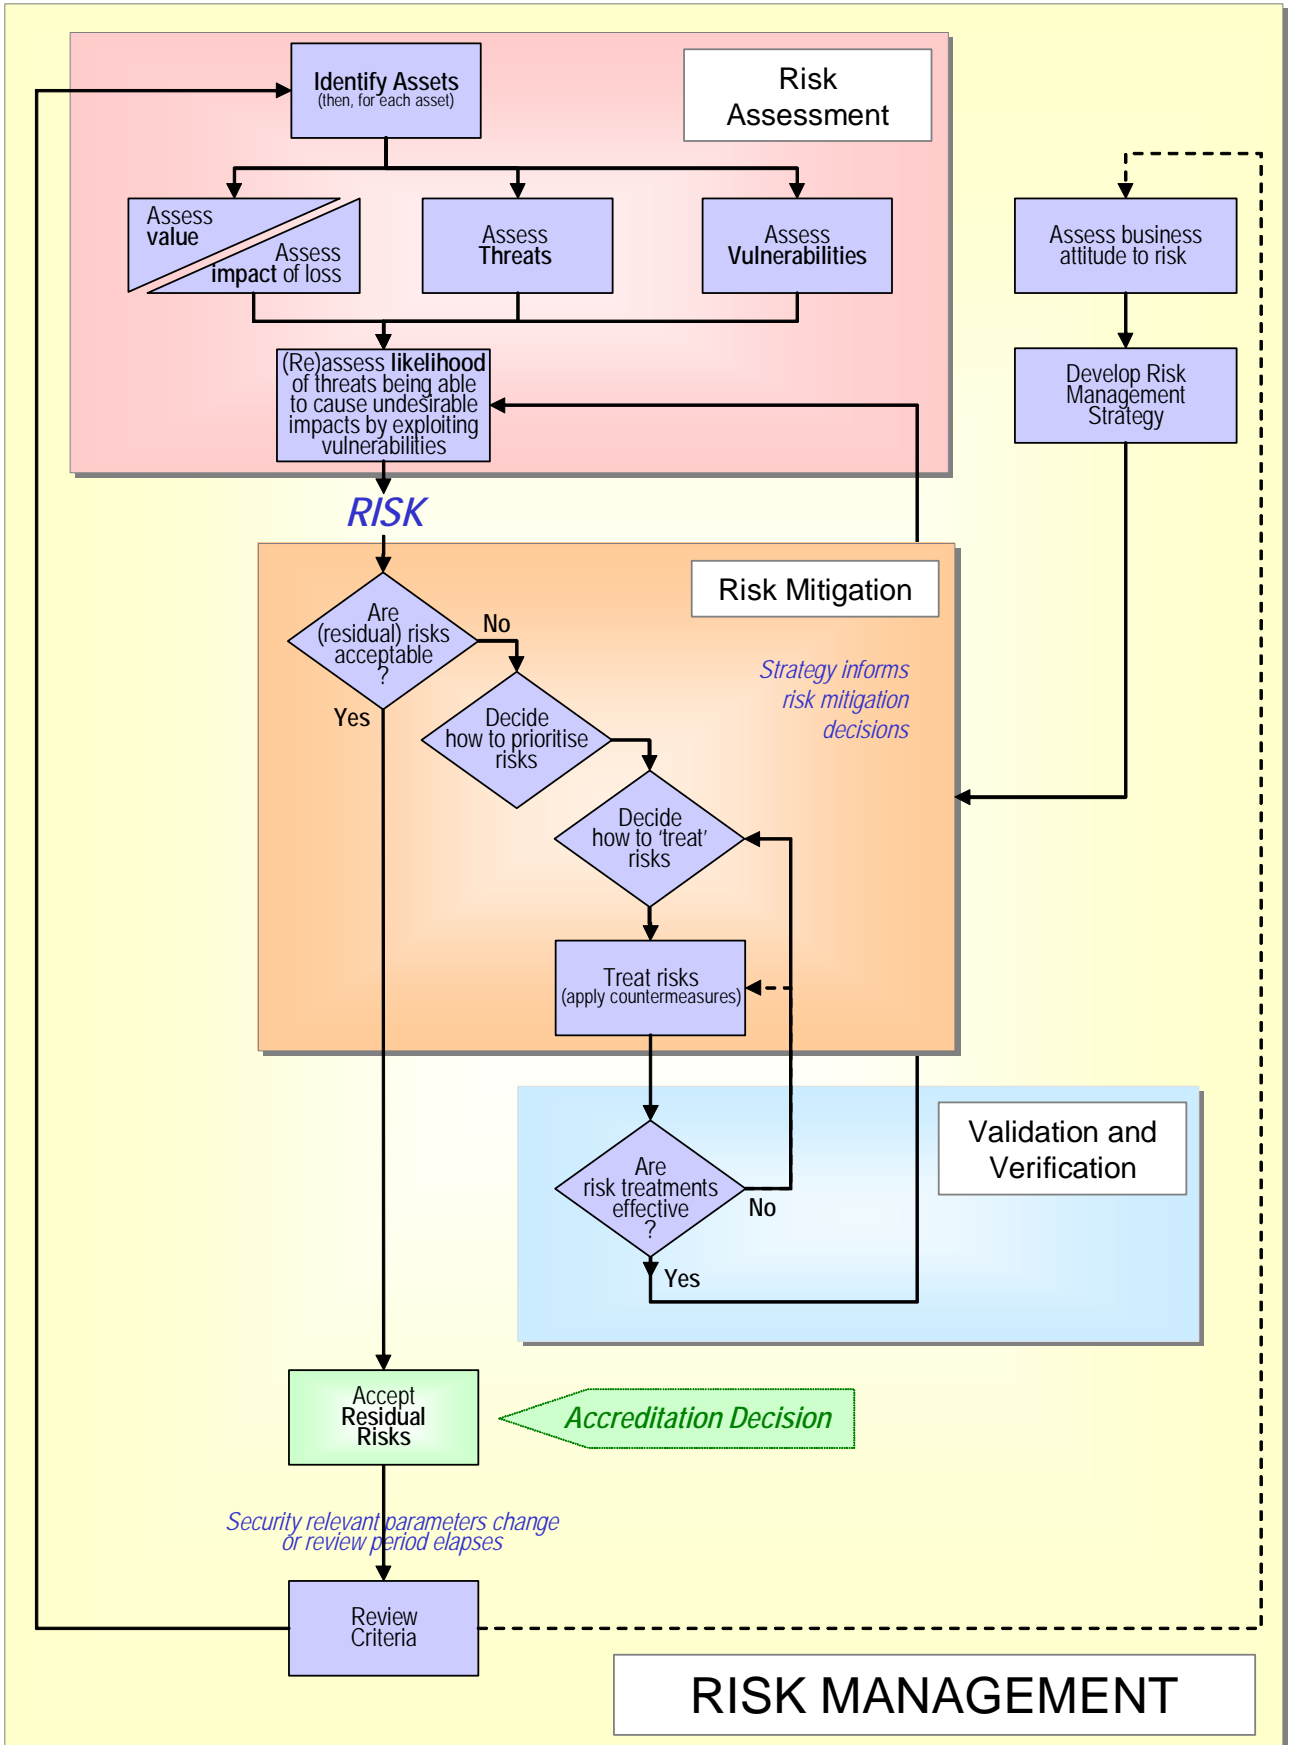 Identify Assets
(then, for each asset)
Risk
Assessment
Assess
value
Assess
impact of loss
Assess
Threats
Assess
Vulnerabilities
Assess business
attitude to risk
(Re)assess likelihood
of threats being able
to cause undesirable
impacts by exploiting
vulnerabilities
Develop Risk
Management
Strategy
RISK
Risk Mitigation
Are
(residual) risks
acceptable
?
No
Yes
Strategy informs
risk mitigation
decisions
Decide
how to prioritise
risks
Decide
how to ‘treat’
risks
Treat risks
(apply countermeasures)
Validation and
Verification
Are
risk treatments
effective
?
No
Yes
Accept
Residual
Risks
Accreditation Decision
Security relevant parameters change
or review period elapses
Review
Criteria
RISK MANAGEMENT